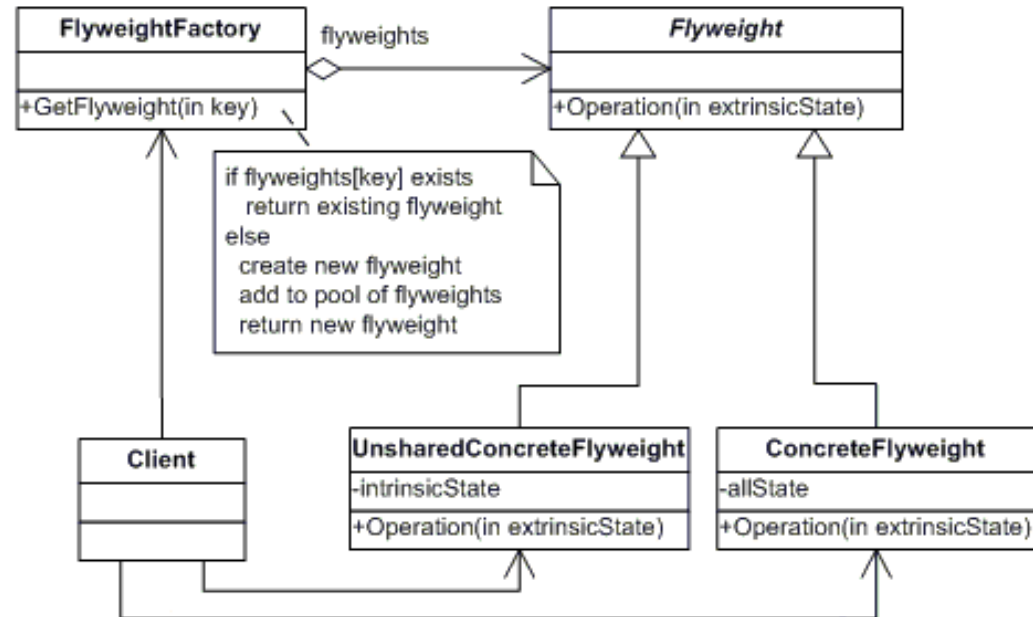 FlyweightFactory
+GetFlyweight(in key)
flyweights
Flyweight
+Operation(in extrinsicState)
if flyweights[key] exists
return existing flyweight
else
create new flyweight
add to pool of flyweights
return new flyweight
Client
UnsharedConcreteFlyweight
-intrinsicState
+Operation(in extrinsicState)
ConcreteFlyweight
-allState
+Operation(in extrinsicState)